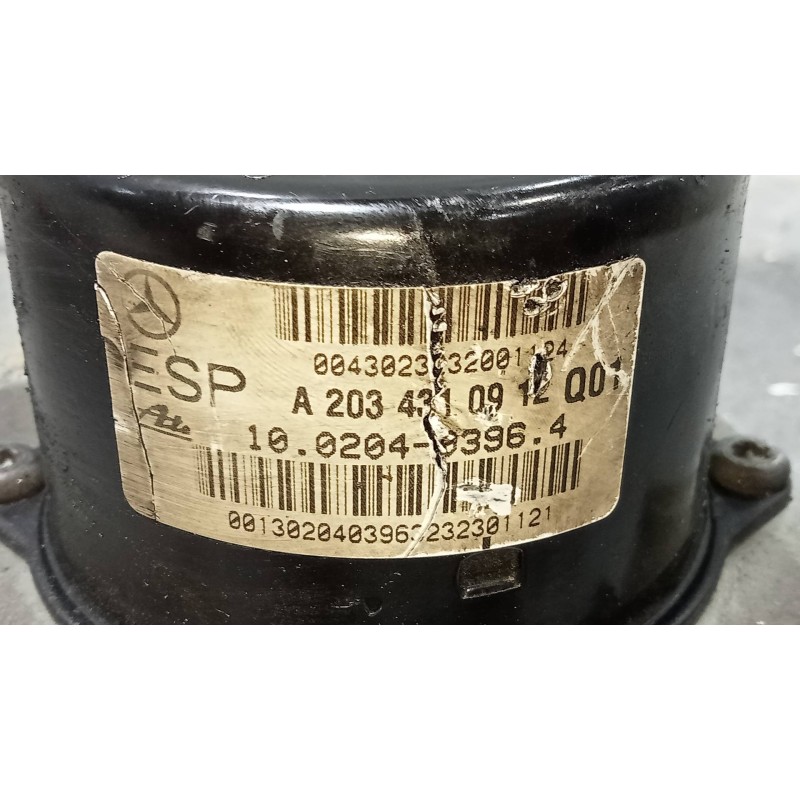 ESP
Ate
A 203 431 09 12 Q01
10.0204-0396.4
0013020403963232301121